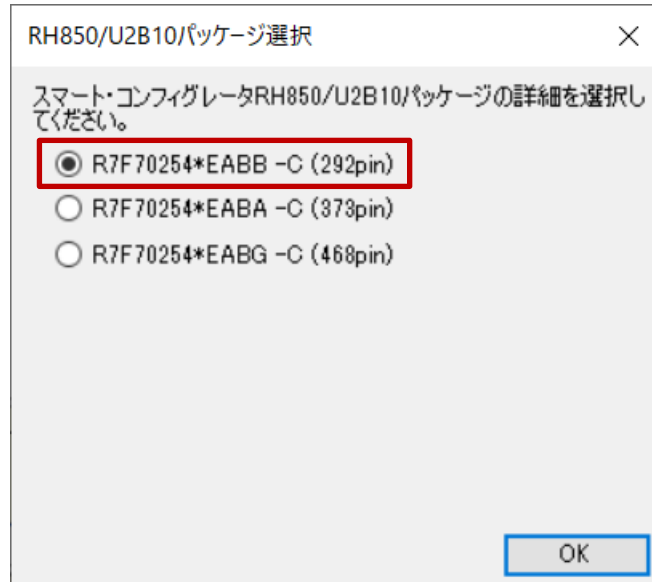 RH850/U2B10パッケージ選択
スマート・コンフィグレータRH850/U2B10パッケージの詳細を選択し
てください。
R7F70254*EABB -C (292pin)
R7F70254*EABA -C (373pin)
R7F70254*EABG -C (468pin)
OK